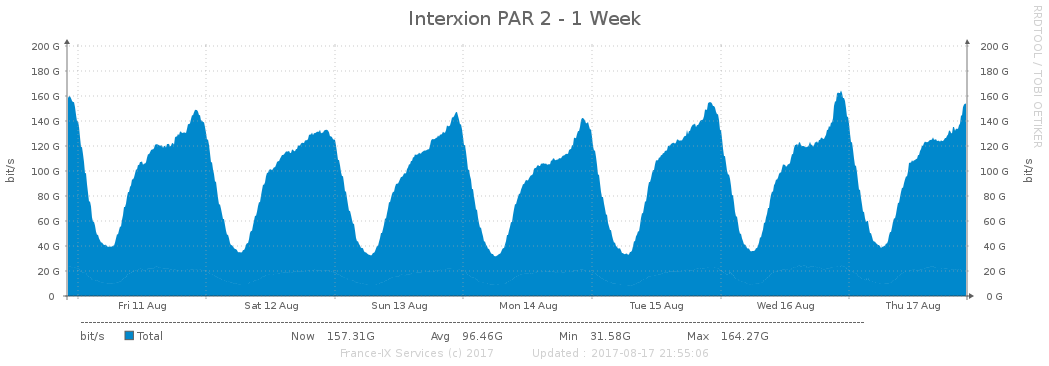 Interxion PAR 2 - 1 Week
RRDTOOL / TOBI OETIKER
bit/s
200 G
180 G
160 G
140 G
120 G
100 G
80 G
60 G
40 G
20 G
0
200 G
180 G
160 G
140 G
120 G
100 G
80 G
60 G
40 G
20 G
0 G
bit/s
Fri 11 Aug Sat 12 Aug Sun 13 Aug Mon 14 Aug Tue 15 Aug Wed 16 Aug Thu 17 Aug
bit/s Total Now 157.31G Avg 96.46G Min 31.58G Max 164.27G
France-IX Services (c) 2017 Updated : 2017-08-17 21:55:06